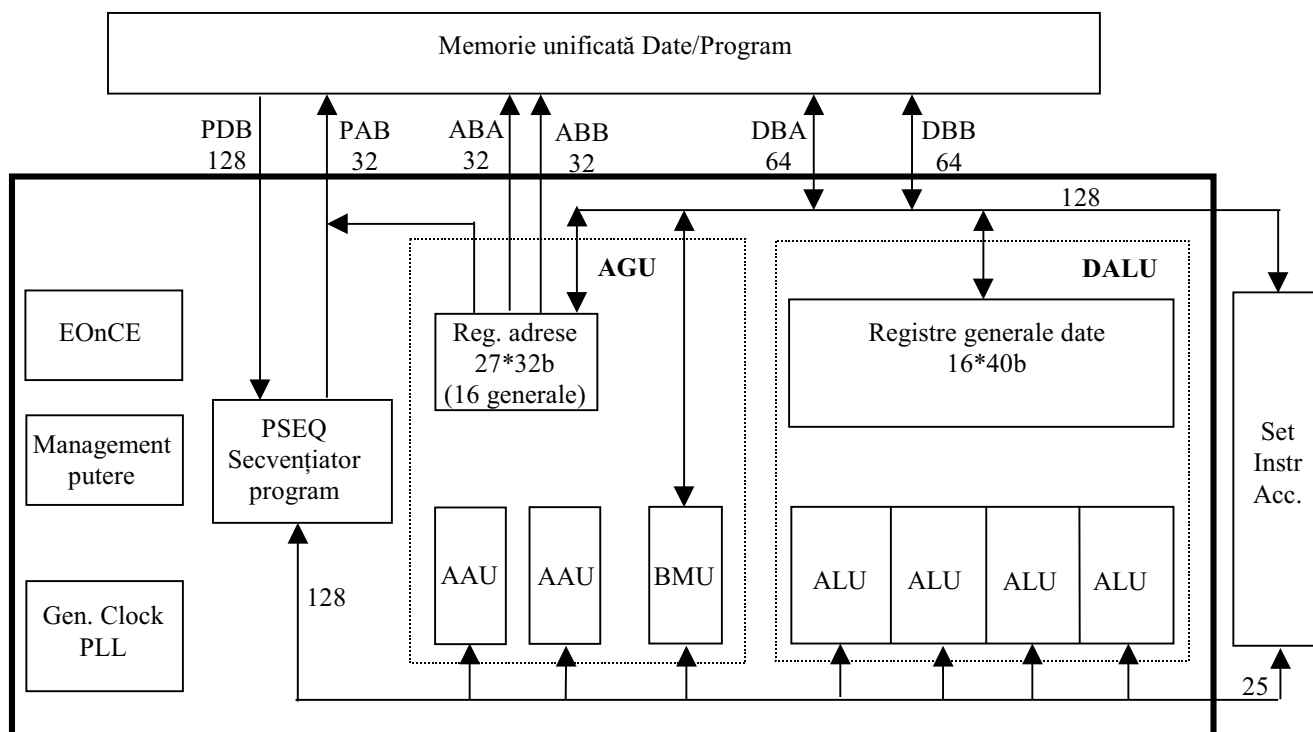 Memorie unificată Date/Program
PDB
128
PAB
32
ABA
32
ABB
32
DBA
64
DBB
64
128
AGU
DALU
EOnCE
Reg. adrese
27*32b
(16 generale)
Registre generale date
16*40b
Management
putere
PSEQ
Secvențiator
program
Set
Instr
Acc.
AAU
AAU
BMU
ALU
ALU
ALU
ALU
128
Gen. Clock
PLL
25